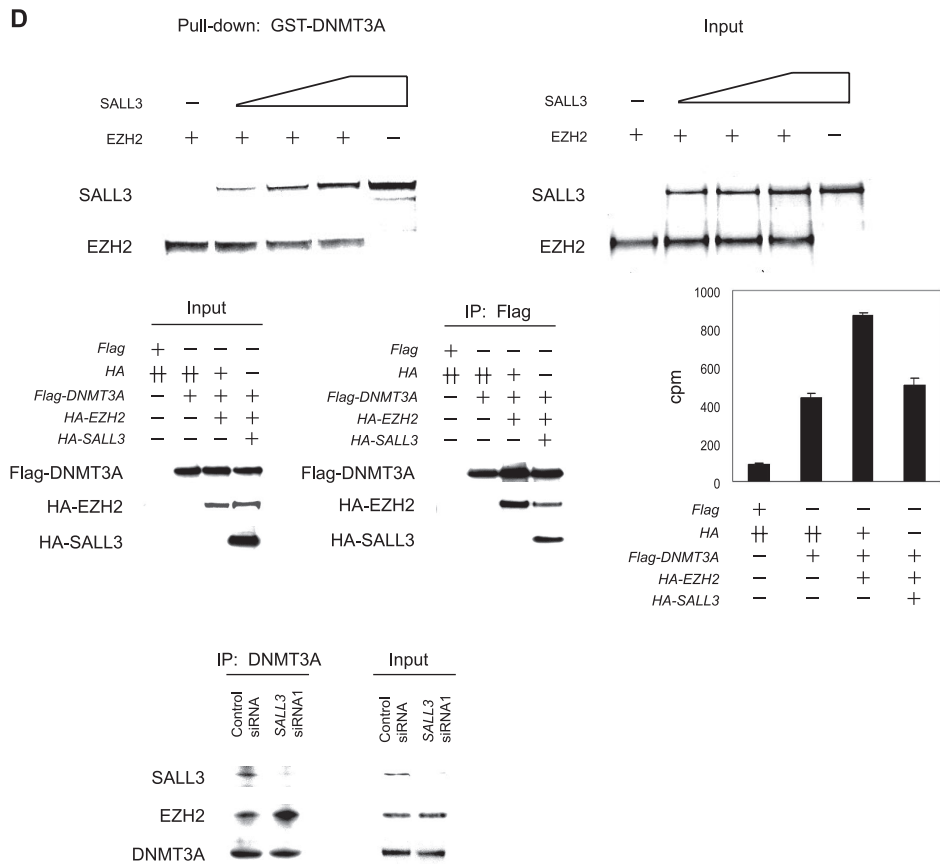 D
Pull-down: GST-DNMT3A
SALL3 −
EZH2 + + + + −
SALL3
EZH2
Input
SALL3 −
EZH2 + + + + −
SALL3
EZH2
Input
Flag + − − −
HA ++ ++ + −
Flag-DNMT3A − + + +
HA-EZH2 − − + +
HA-SALL3 − − − +
Flag-DNMT3A
HA-EZH2
HA-SALL3
IP: Flag
Flag + − − −
HA ++ ++ + −
Flag-DNMT3A − + + +
HA-EZH2 − − + +
HA-SALL3 − − − +
Flag-DNMT3A
HA-EZH2
HA-SALL3
cpm
1000
800
600
400
200
0
Flag + − − −
HA ++ ++ + −
Flag-DNMT3A − + + +
HA-EZH2 − − + +
HA-SALL3 − − − +
IP: DNMT3A
Control siRNA
SALL3 siRNA1
Input
Control siRNA
SALL3 siRNA1
SALL3
EZH2
DNMT3A